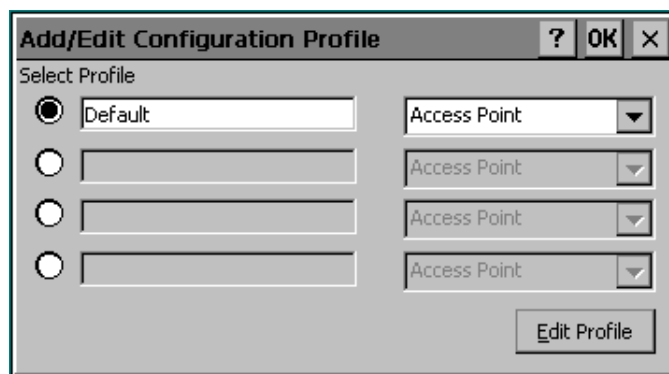 Add/Edit Configuration Profile ? OK ×
Select Profile
Default Access Point
Access Point
Access Point
Access Point
Edit Profile